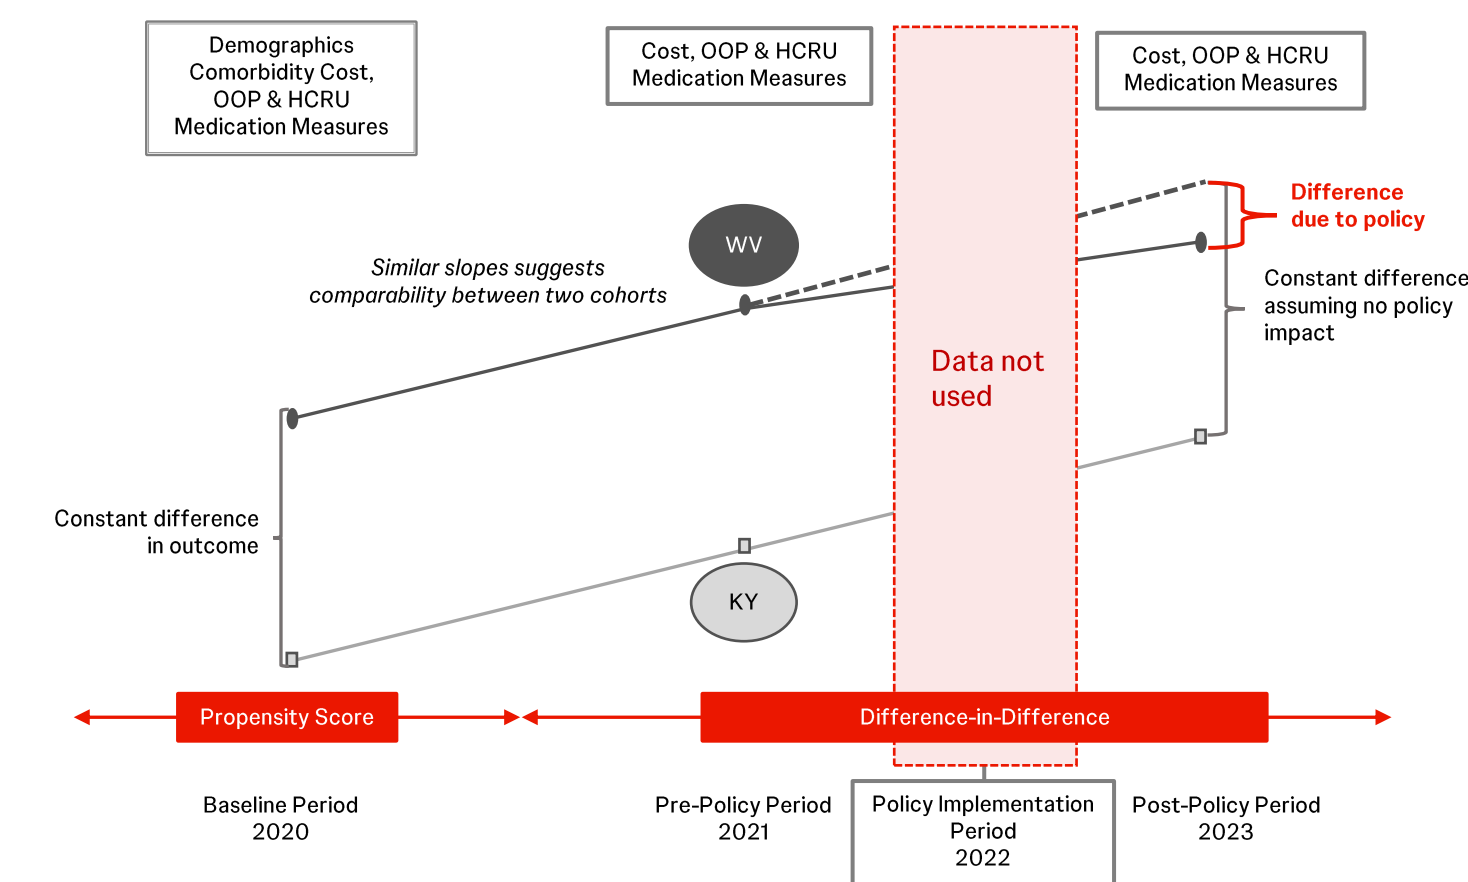 Demographics
Comorbidity Cost,
OOP & HCRU
Medication Measures
Cost, OOP & HCRU
Medication Measures
Cost, OOP & HCRU
Medication Measures
Difference
due to policy
WV
Similar slopes suggests
comparability between two cohorts
Constant difference
assuming no policy
impact
Data not
used
Constant difference
in outcome
KY
Propensity Score
Difference-in-Difference
Baseline Period
2020
Pre-Policy Period
2021
Policy Implementation
Period
2022
Post-Policy Period
2023